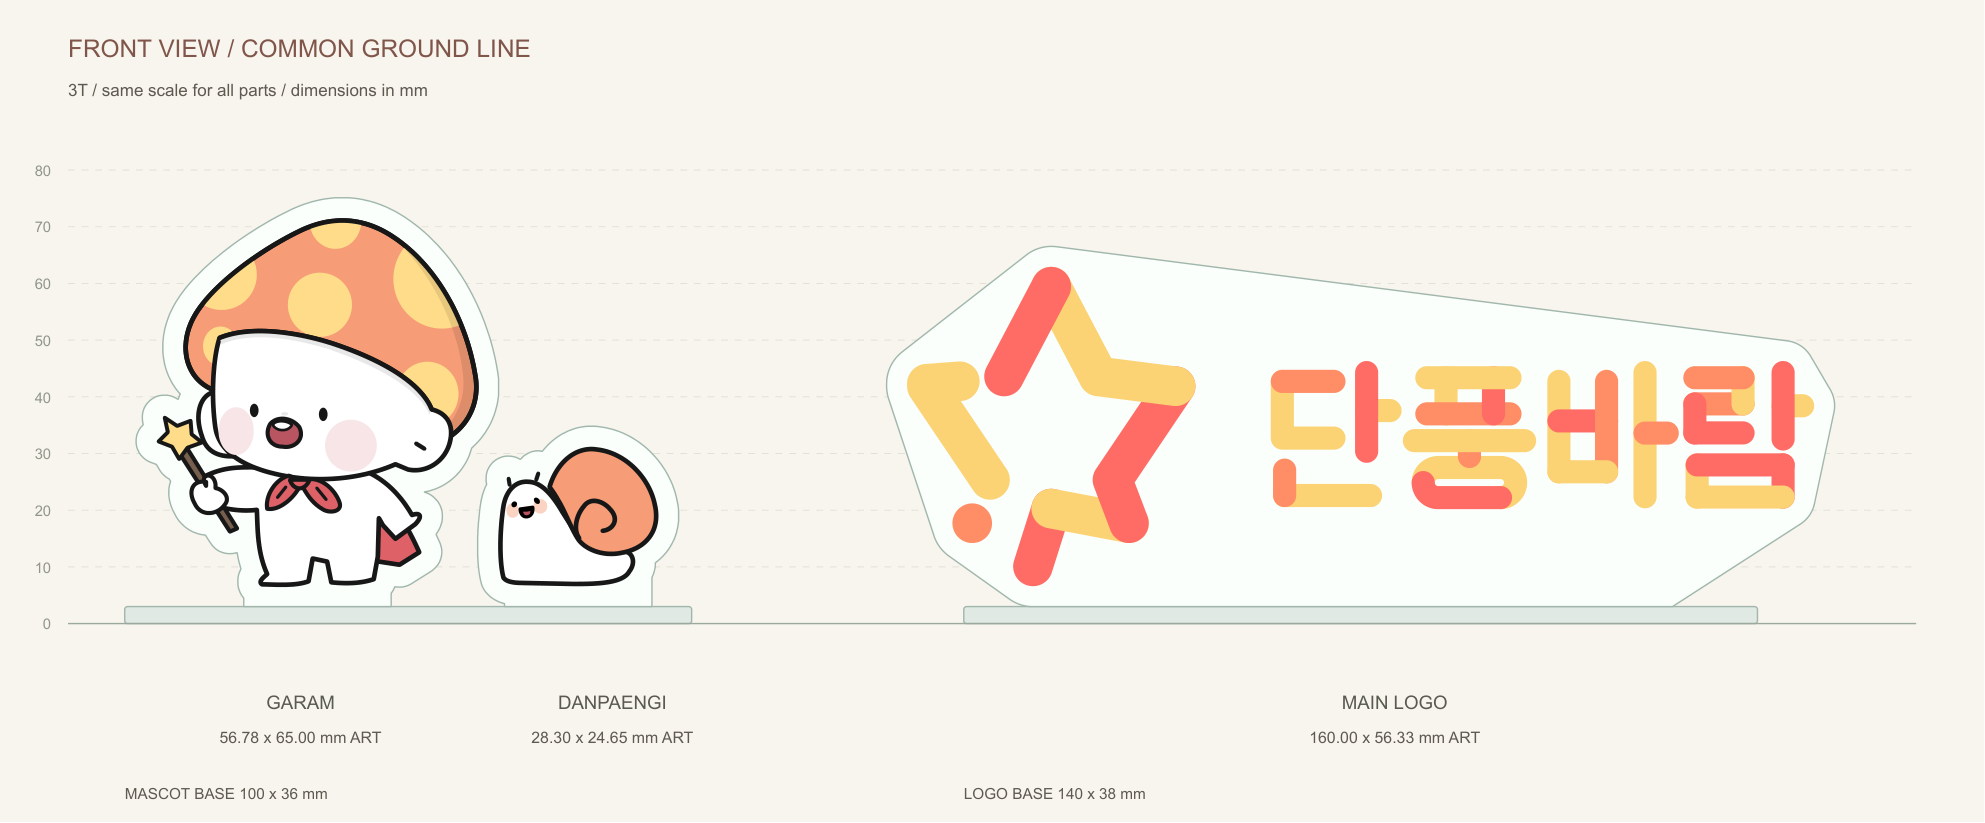 FRONT VIEW / COMMON GROUND LINE
3T / same scale for all parts / dimensions in mm
80
70
60
50
40
30
20
10
0
단풍바람
GARAM
DANPAENGI
MAIN LOGO
56.78 x 65.00 mm ART
28.30 x 24.65 mm ART
160.00 x 56.33 mm ART
MASCOT BASE 100 x 36 mm
LOGO BASE 140 x 38 mm